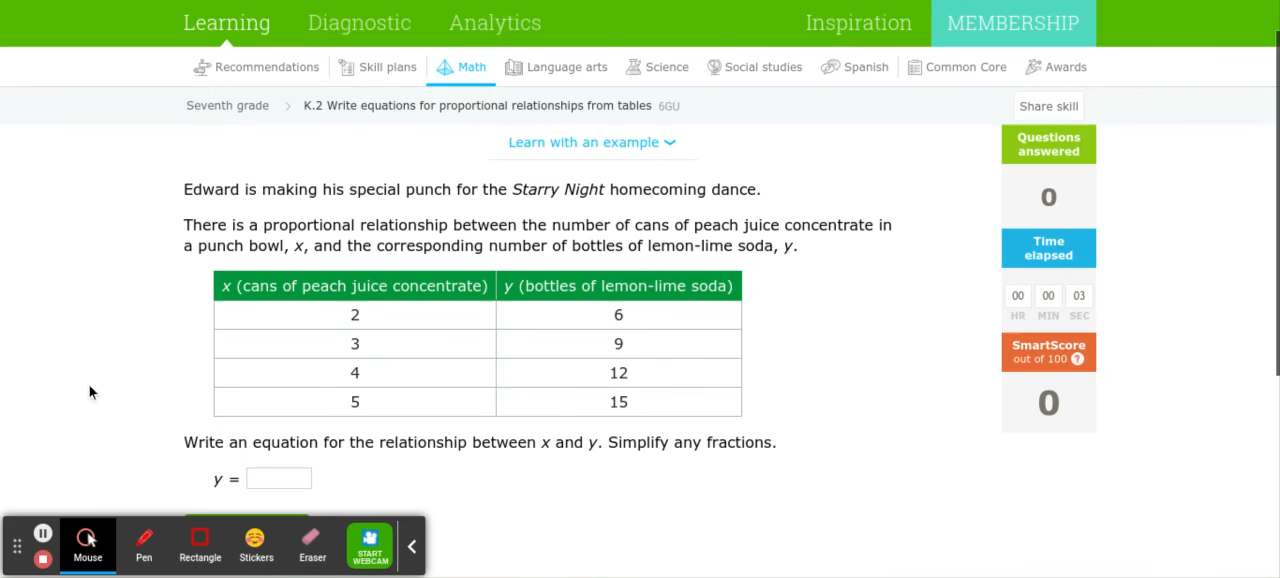 Learning Diagnostic Analytics Inspiration MEMBERSHIP
Recommendations Skill plans Math Language arts Science Social studies Spanish Common Core Awards
Seventh grade > K.2 Write equations for proportional relationships from tables 6GU Share skill
Learn with an example
Questions
answered
0
Edward is making his special punch for the Starry Night homecoming dance.
There is a proportional relationship between the number of cans of peach juice concentrate in
a punch bowl, x, and the corresponding number of bottles of lemon-lime soda, y.
Time
elapsed
00 00 03
HR MIN SEC
SmartScore
out of 100 ?
0
x (cans of peach juice concentrate) y (bottles of lemon-lime soda)
2 6
3 9
4 12
5 15
Write an equation for the relationship between x and y. Simplify any fractions.
y =
Mouse Pen Rectangle Stickers Eraser START
WEBCAM